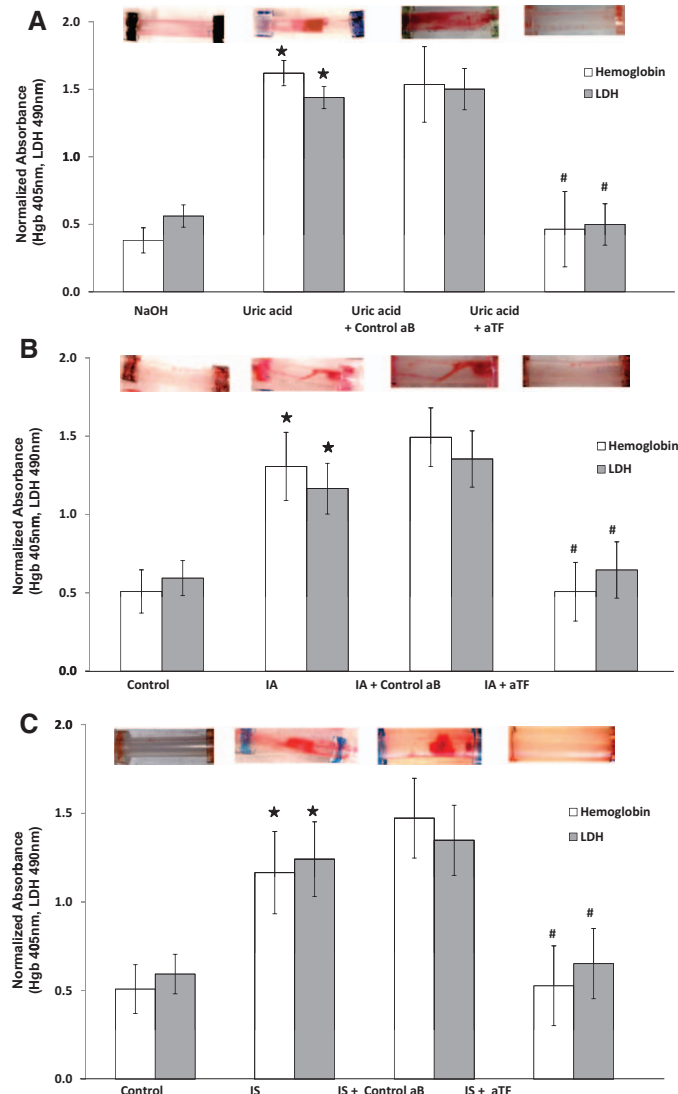 A
Normalized Absorbance
(Hgb 405nm, LDH 490nm)
2.0
1.5
1.0
0.5
0.0
★
★
#
#
Hemoglobin
LDH
NaOH
Uric acid
Uric acid
+ Control aB
Uric acid
+ aTF
B
Normalized Absorbance
(Hgb 405nm, LDH 490nm)
2.0
1.5
1.0
0.5
0.0
★
★
#
#
Hemoglobin
LDH
Control
IA
IA + Control aB
IA + aTF
C
Normalized Absorbance
(Hgb 405nm, LDH 490nm)
2.0
1.5
1.0
0.5
0.0
★
★
#
#
Hemoglobin
LDH
Control
IS
IS + Control aB
IS + aTF